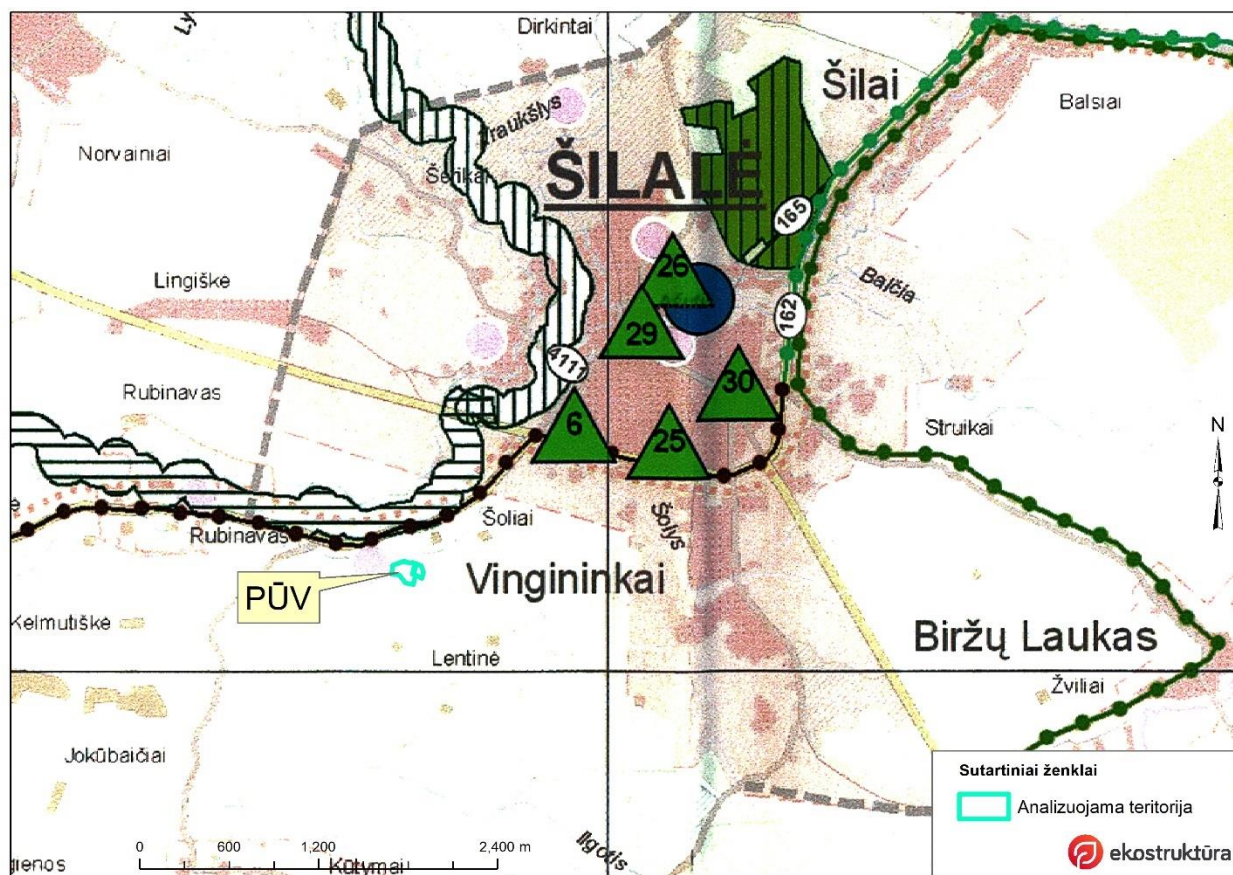 Dirkintai
Šilai
Balsiai
Traukšlys
Norvainiai
Šerikai
ŠILALĖ
165
26
Balčia
Lingiškė
162
29
4111
30
Rubinavas
6
25
Struikai
N
Šolys
Šoliai
Rubinavas
Vingininkai
PŪV
Kelmutiškė
Biržų Laukas
Lentinė
Žviliai
Jokūbaičiai
Sutartiniai ženklai
Analizuojama teritorija
0 600 1,200 2,400 m
Ilgotis
ekostruktūra
gienos
Kūtymai